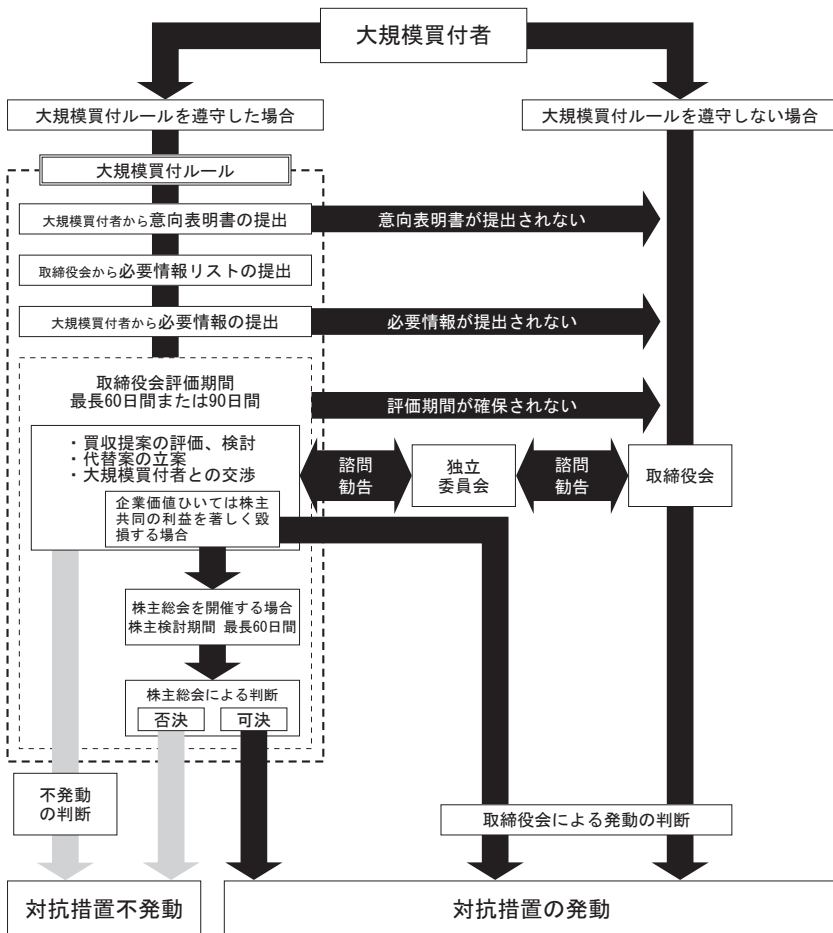 大規模買付者
大規模買付ルールを遵守した場合
大規模買付ルールを遵守しない場合
大規模買付ルール
大規模買付者から意向表明書の提出
意向表明書が提出されない
取締役会から必要情報リストの提出
大規模買付者から必要情報の提出
必要情報が提出されない
取締役会評価期間
最長60日間または90日間
評価期間が確保されない
・買収提案の評価、検討
・代替案の立案
・大規模買付者との交渉
諮問
勧告
独立
委員会
諮問
勧告
取締役会
企業価値ひいては株主
共同の利益を著しく毀
損する場合
株主総会を開催する場合
株主検討期間 最長60日間
株主総会による判断
否決
可決
不発動
の判断
取締役会による発動の判断
対抗措置不発動
対抗措置の発動